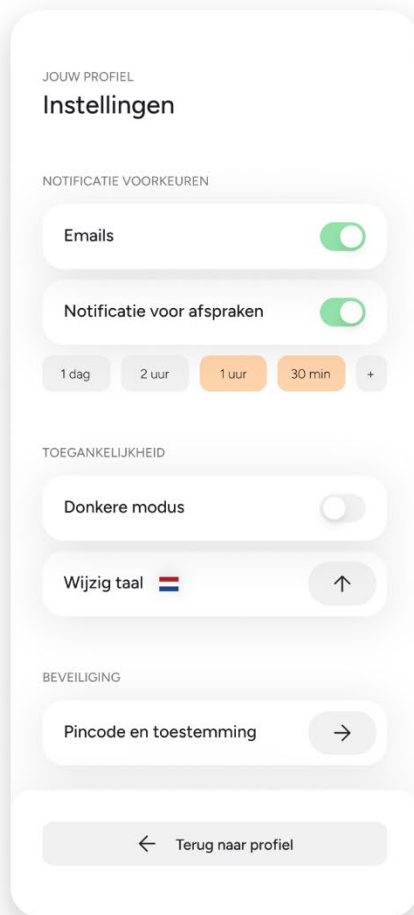 JOUW PROFIEL
Instellingen
NOTIFICATIE VOORKEUREN
Emails
Notificatie voor afspraken
1 dag 2 uur 1 uur 30 min +
TOEGANKELIJKHEID
Donkere modus
Wijzig taal
BEVEILIGING
Pincode en toestemming
Terug naar profiel